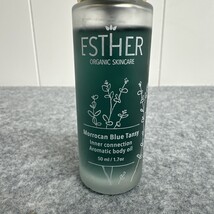 ESTHER
ORGANIC SKINCARE
Moroccan Blue Tansy
Inner connection
Aromatic body oil
50 ml / 1.7oz